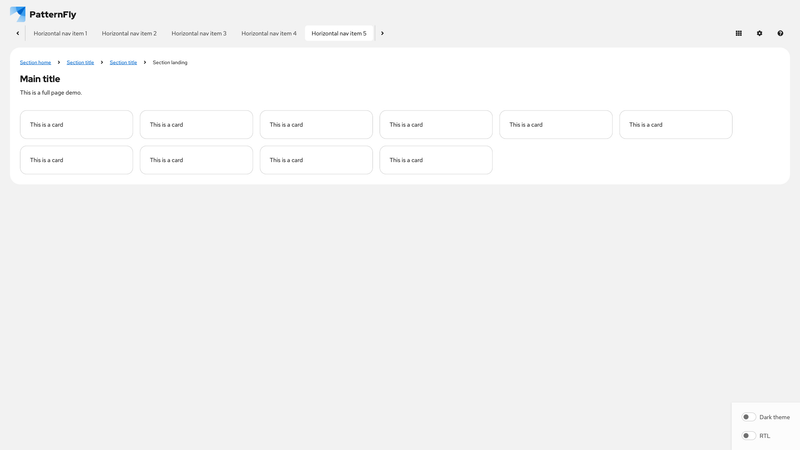 PatternFly
Horizontal nav item 1 Horizontal nav item 2 Horizontal nav item 3 Horizontal nav item 4 Horizontal nav item 5
Section home Section title Section title Section landing
Main title
This is a full page demo.
This is a card This is a card This is a card This is a card This is a card This is a card
This is a card This is a card This is a card This is a card
Dark theme
RTL